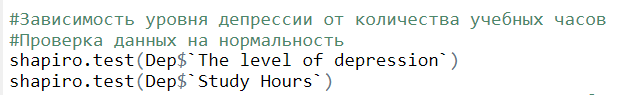 #Зависимость уровня депрессии от количества учебных часов
#Проверка данных на нормальность
shapiro.test(Dep$`The level of depression`)
shapiro.test(Dep$`Study Hours`)